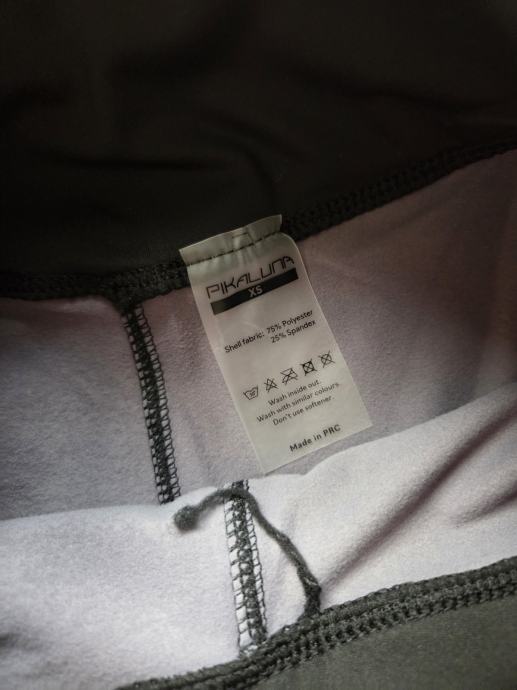 PIKALUNA
XS
Shell fabric: 75% Polyester
25% Spandex
Wash inside out.
Wash with similar colours.
Don't use softener.
Made in PRC